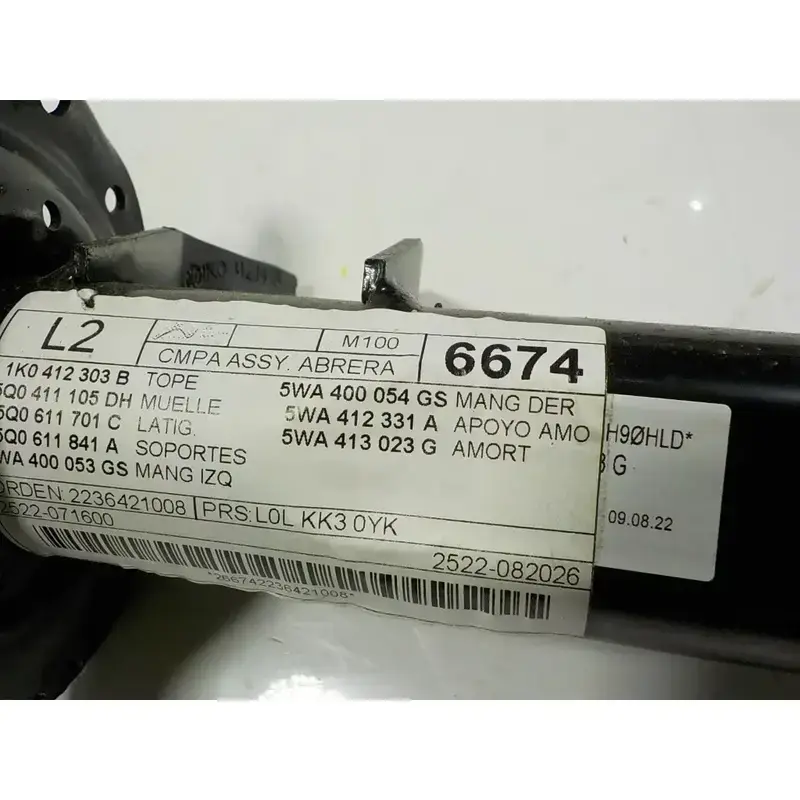 L2
M100
CMPA ASSY. ABRERA
6674
1K0 412 303 B TOPE
5Q0 411 105 DH MUELLE
5Q0 611 701 C LATIG.
5Q0 611 841 A SOPORTES
WA 400 053 GS MANG IZQ
5WA 400 054 GS MANG DER
5WA 412 331 A APOYO AMO
5WA 413 023 G AMORT
ORDEN: 2236421008
PRS: L0L KK3 0YK
2522-071600
2522-082026
*266742236421008*
H9ØHLD*
G
09.08.22